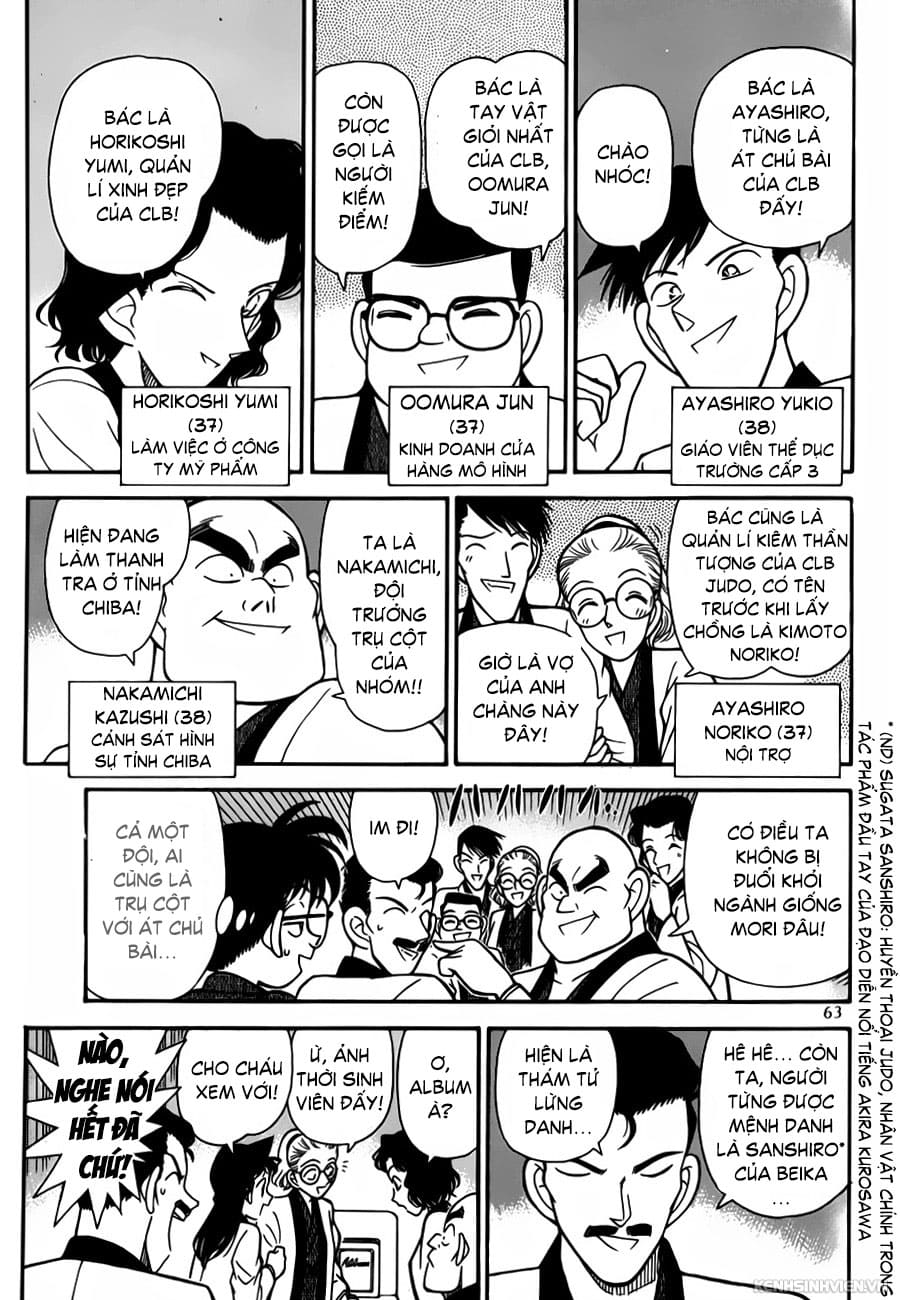 BÁC LÀ
AYASHIRO,
TỪNG LÀ
ÁT CHỦ BÀI
CỦA CLB
ĐẤY!
CHÀO
NHÓC!
AYASHIRO YUKIO
(38)
GIÁO VIÊN THỂ DỤC
TRƯỜNG CẤP 3
BÁC LÀ
TAY VẬT
GIỎI NHẤT
CỦA CLB,
OOMURA
JUN!
CÒN
ĐƯỢC
GỌI LÀ
NGƯỜI
KIẾM
ĐIỂM!
OOMURA JUN
(37)
KINH DOANH CỬA
HÀNG MÔ HÌNH
BÁC LÀ
HORIKOSHI
YUMI, QUẢN
LÍ XINH ĐẸP
CỦA CLB!
HORIKOSHI YUMI
(37)
LÀM VIỆC Ở CÔNG
TY MỸ PHẨM
BÁC CŨNG LÀ
QUẢN LÍ KIÊM THẦN
TƯỢNG CỦA CLB
JUDO, CÓ TÊN
TRƯỚC KHI LẤY
CHỒNG LÀ KIMOTO
NORIKO!
GIỜ LÀ VỢ
CỦA ANH
CHÀNG NÀY
ĐÂY!
AYASHIRO
NORIKO (37)
NỘI TRỢ
TA LÀ
NAKAMICHI,
ĐỘI
TRƯỞNG
TRỤ CỘT
CỦA
NHÓM!!
HIỆN ĐANG
LÀM THANH
TRA Ở TỈNH
CHIBA!
NAKAMICHI
KAZUSHI (38)
CẢNH SÁT HÌNH
SỰ TỈNH CHIBA
CÓ ĐIỀU TA
KHÔNG BỊ
ĐUỔI KHỎI
NGÀNH GIỐNG
MORI ĐÂU!
IM ĐI!
CẢ MỘT
ĐỘI, AI
CŨNG LÀ
TRỤ CỘT
VỚI ÁT CHỦ
BÀI...
63
HÊ HÊ... CÒN
TA, NGƯỜI
TỪNG ĐƯỢC
MỆNH DANH
LÀ SANSHIRO*
CỦA BEIKA
...
HIỆN LÀ
THÁM TỬ
LỪNG
DANH...
Ơ,
ALBUM
À?
Ừ, ẢNH
THỜI SINH
VIÊN ĐẤY!
CHO CHÁU
XEM VỚI!
NÀO,
NGHE NÓI
HẾT ĐÃ
CHỨ!
* (ND) SUGATA SANSHIRO: HUYỀN THOẠI JUDO, NHÂN VẬT CHÍNH TRONG
TÁC PHẨM ĐẦU TAY CỦA ĐẠO DIỄN NỔI TIẾNG AKIRA KUROSAWA